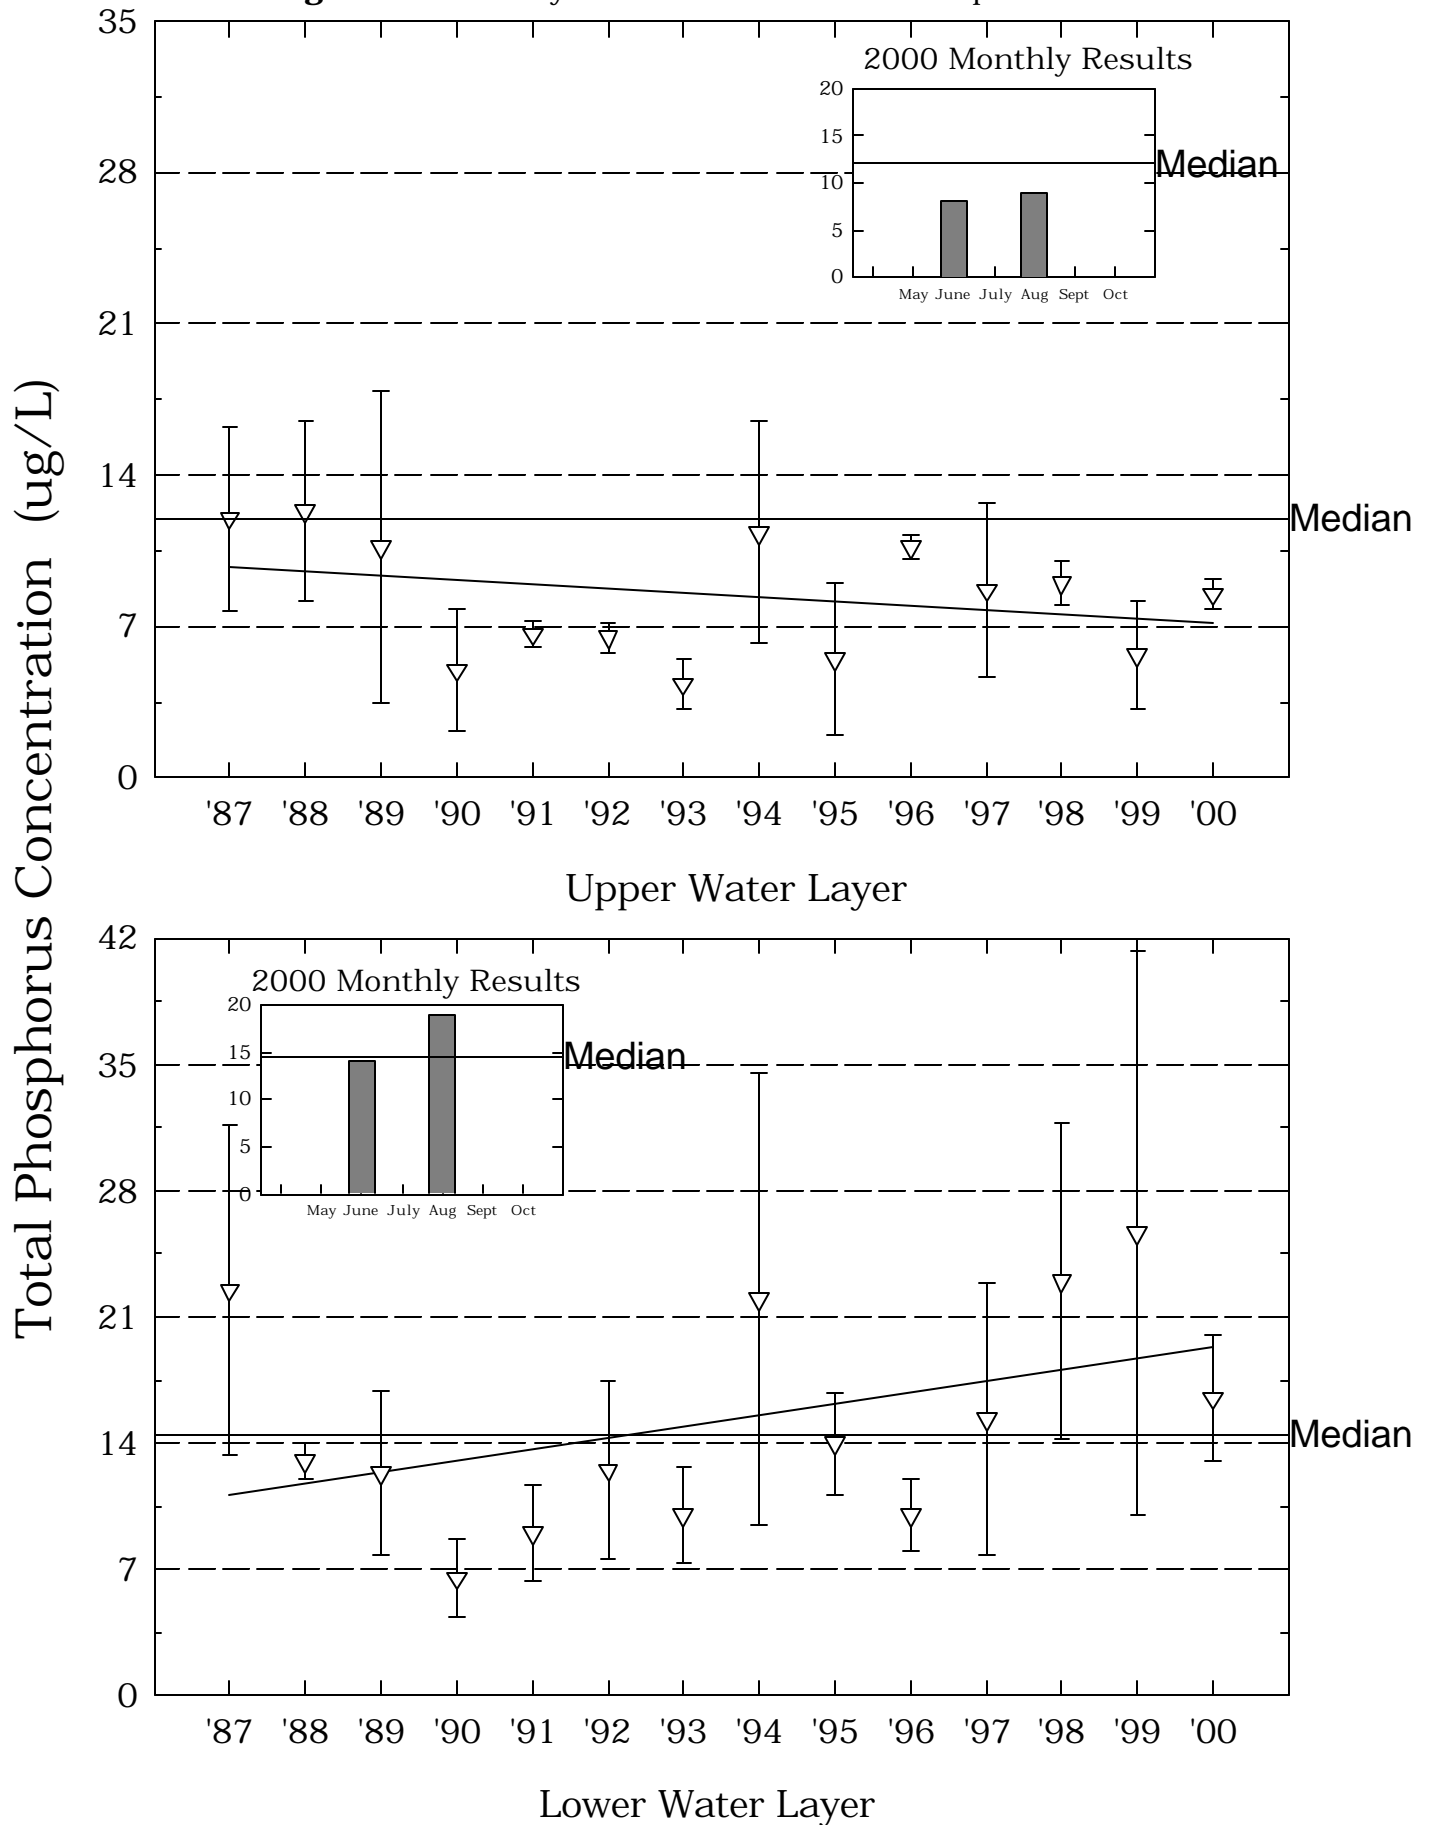 35
2000 Monthly Results
20
15
Median
28
10
5
0
May June July Aug Sept Oct
21
14
Median
7
0
'87 '88 '89 '90 '91 '92 '93 '94 '95 '96 '97 '98 '99 '00
Upper Water Layer
Total Phosphorus Concentration (ug/L)
42
2000 Monthly Results
20
15
Median
35
10
5
28
0
May June July Aug Sept Oct
21
14
Median
7
0
'87 '88 '89 '90 '91 '92 '93 '94 '95 '96 '97 '98 '99 '00
Lower Water Layer